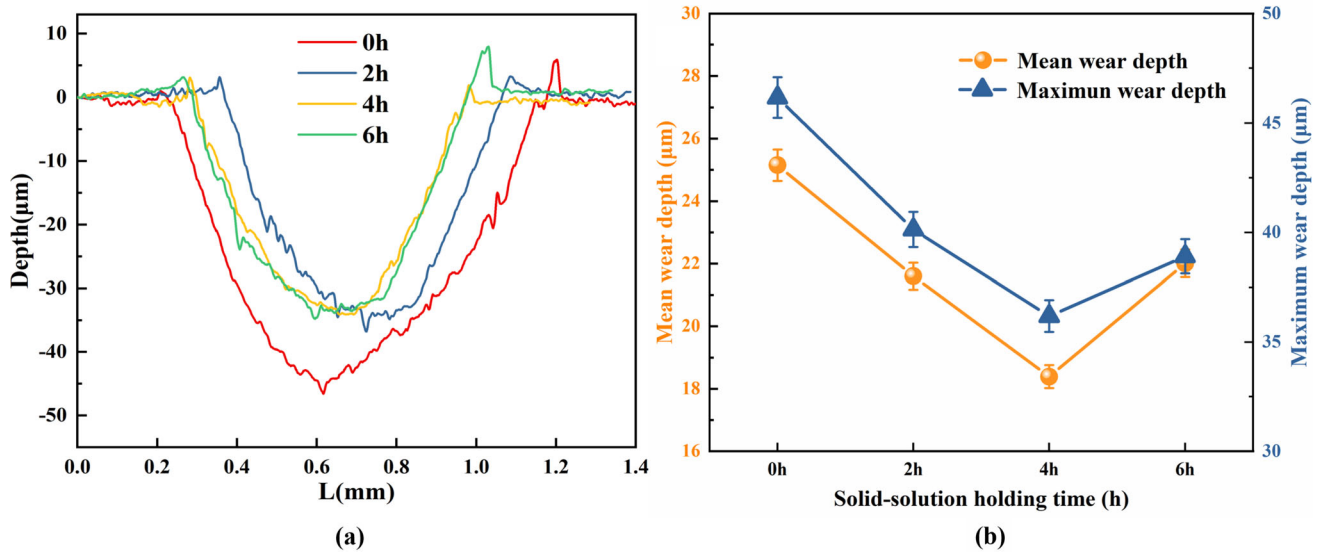 10
0
-10
-20
-30
-40
-50
Depth(μm)
0h
2h
4h
6h
0.0 0.2 0.4 0.6 0.8 1.0 1.2 1.4
L(mm)
(a)
30
28
26
24
22
20
18
16
Mean wear depth (μm)
Mean wear depth
Maximun wear depth
50
45
40
35
30
Maximum wear depth (μm)
0h 2h 4h 6h
Solid-solution holding time (h)
(b)